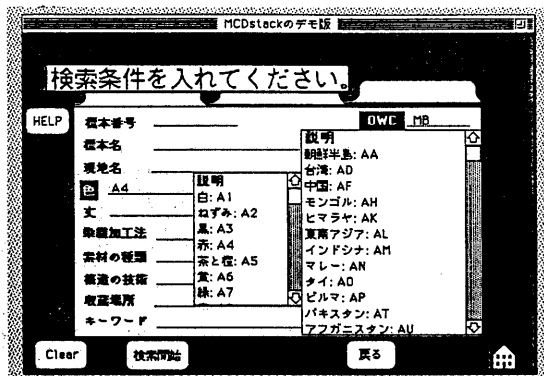 MCDstackのデモ版
検索条件を入れてください。
HELP
標本番号
OWC MB
標本名
現地名
色 A4
丈
染織加工法
素材の種類
構造の技術
収蔵場所
キーワード
説明
白: A1
ねずみ: A2
黒: A3
赤: A4
茶と橙: A5
黄: A6
緑: A7
説明
朝鮮半島: AA
台湾: AD
中国: AF
モンゴル: AH
ヒマラヤ: AK
東南アジア: AL
インドシナ: AM
マレー: AN
タイ: AO
ビルマ: AP
パキスタン: AT
アフガニスタン: AU
Clear
検索開始
戻る